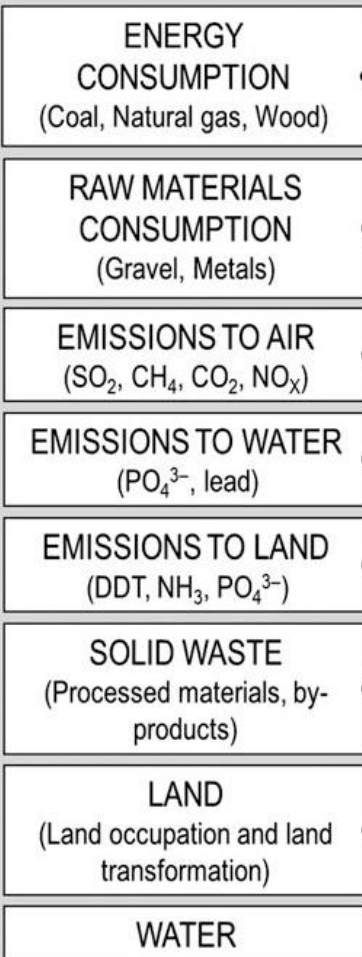 ENERGY
CONSUMPTION
(Coal, Natural gas, Wood)
RAW MATERIALS
CONSUMPTION
(Gravel, Metals)
EMISSIONS TO AIR
(SO₂, CH₄, CO₂, NOₓ)
EMISSIONS TO WATER
(PO₄³⁻, lead)
EMISSIONS TO LAND
(DDT, NH₃, PO₄³⁻)
SOLID WASTE
(Processed materials, by-
products)
LAND
(Land occupation and land
transformation)
WATER